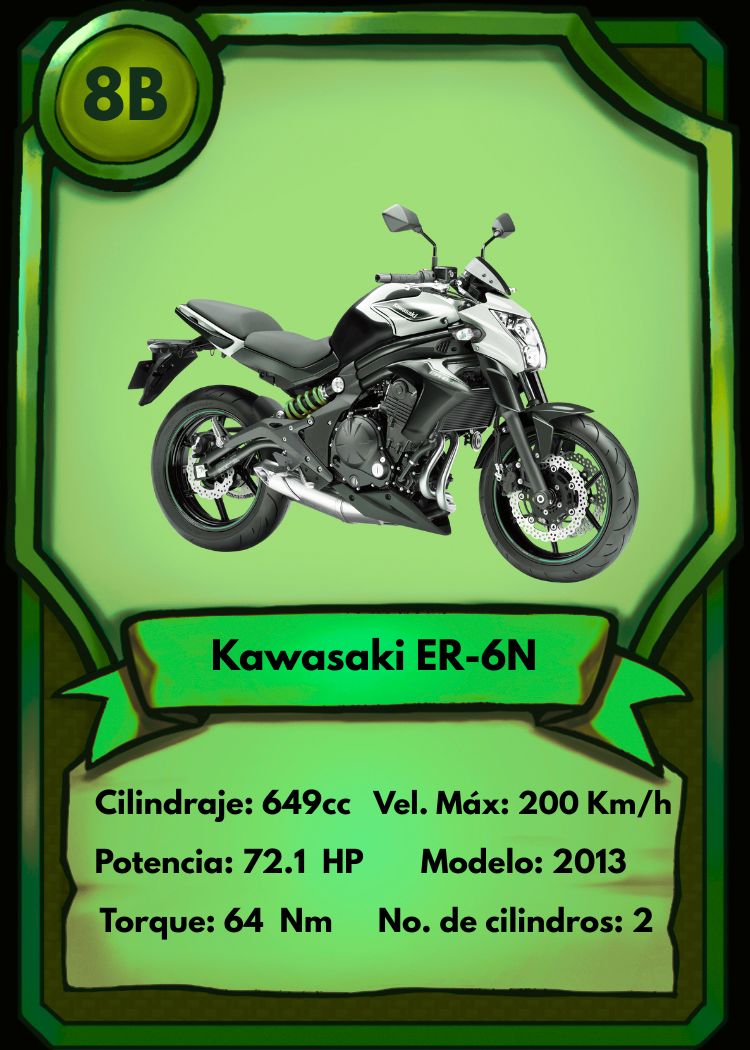 8B
Kawasaki
Kawasaki ER-6N
Cilindraje: 649cc Vel. Máx: 200 Km/h
Potencia: 72.1 HP Modelo: 2013
Torque: 64 Nm No. de cilindros: 2